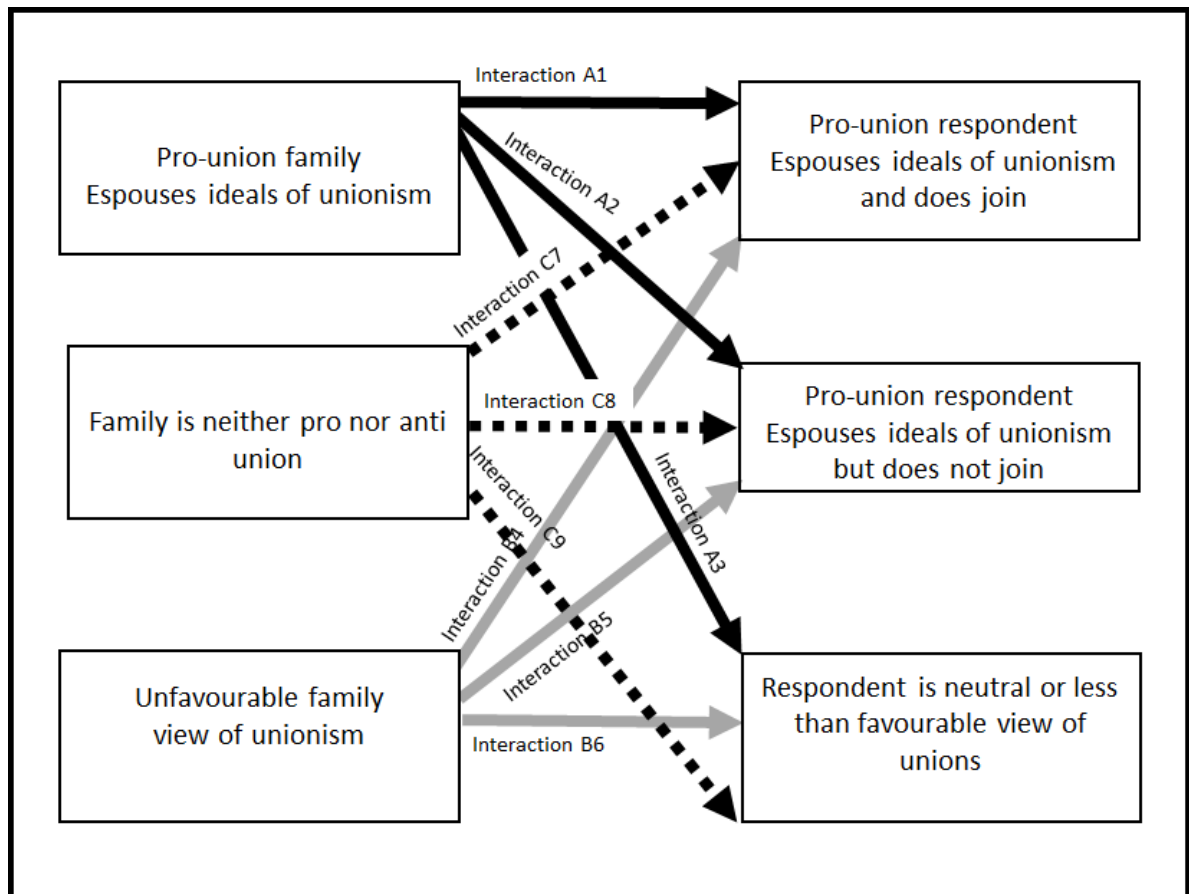 Interaction A1
Pro-union family
Espouses ideals of unionism
Pro-union respondent
Espouses ideals of unionism
and does join
Interaction A2
Interaction C7
Family is neither pro nor anti
union
Interaction C8
Pro-union respondent
Espouses ideals of unionism
but does not join
Interaction C9
Interaction A3
Interaction B4
Interaction B5
Unfavourable family
view of unionism
Interaction B6
Respondent is neutral or less
than favourable view of
unions